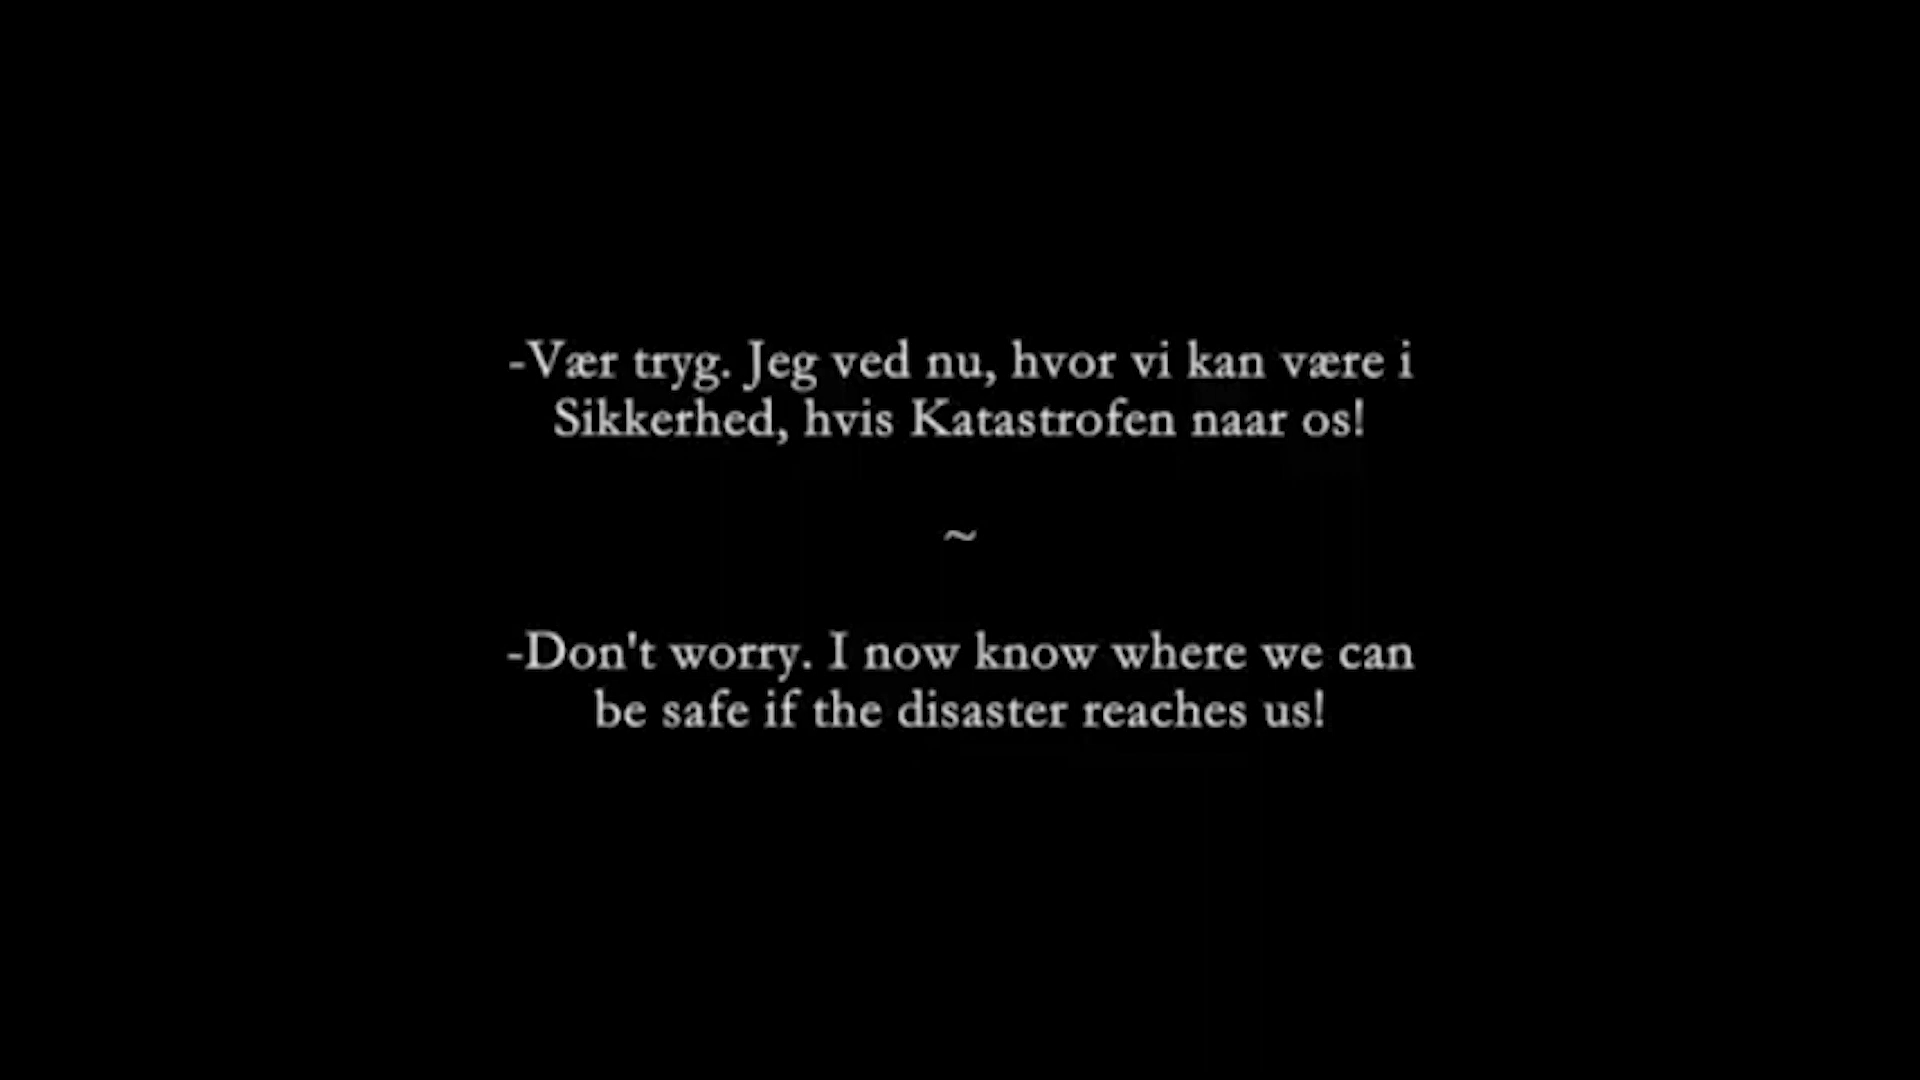 -Vær tryg. Jeg ved nu, hvor vi kan være i
Sikkerhed, hvis Katastrofen naar os!
~
-Don't worry. I now know where we can
be safe if the disaster reaches us!